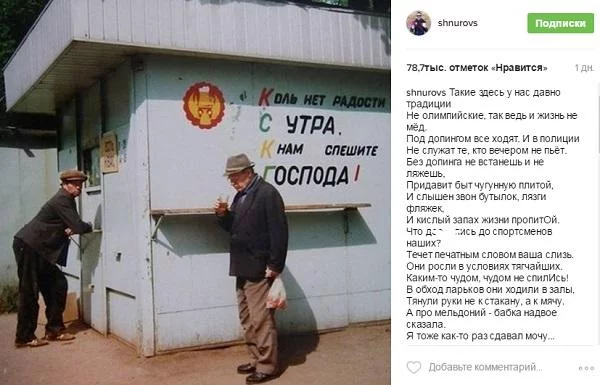 Коль нет радости
с утра,
К нам спешите
Господа!
shnurovs
Подписки
78,7тыс. отметок «Нравится»
1 дн.
shnurovs Такие здесь у нас давно
традиции
Не олимпийские, так ведь и жизнь не
мёд.
Под допингом все ходят. И в полиции
Не служат те, кто вечером не пьёт.
Без допинга не встанешь и не
ляжешь,
Придавит быт чугунную плитой,
И слышен звон бутылок, лязги
фляжек,
И кислый запах жизни пропитОй.
Что до спортсменов
наших?
Течет печатным словом ваша слизь.
Они росли в условиях тягчайших.
Каким-то чудом, чудом не спилИсь!
В обход ларьков они ходили в залы,
Тянули руки не к стакану, а к мячу.
А про мельдоний - бабка надвое
сказала.
Я тоже как-то раз сдавал мочу...
Добавьте комментарий...